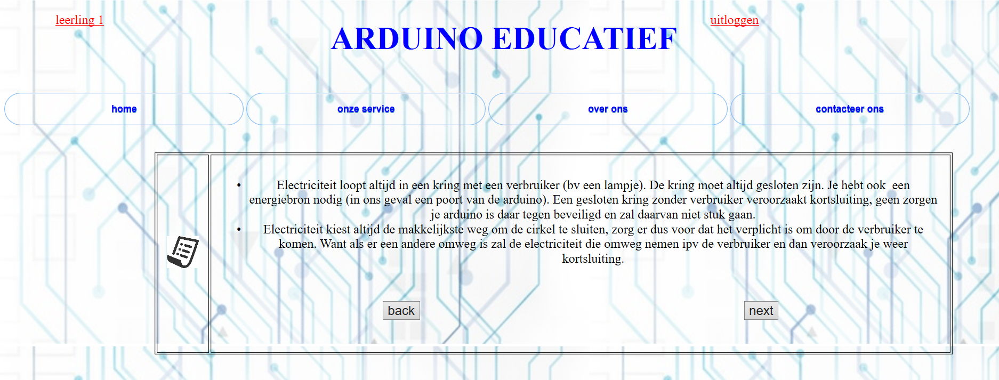 leerling 1
uitloggen
ARDUINO EDUCATIEF
home
onze service
over ons
contacteer ons
• Electriciteit loopt altijd in een kring met een verbruiker (bv een lampje). De kring moet altijd gesloten zijn. Je hebt ook  een
energiebron nodig (in ons geval een poort van de arduino). Een gesloten kring zonder verbruiker veroorzaakt kortsluiting, geen zorgen
je arduino is daar tegen beveiligd en zal daarvan niet stuk gaan.
• Electriciteit kiest altijd de makkelijkste weg om de cirkel te sluiten, zorg er dus voor dat het verplicht is om door de verbruiker te
komen. Want als er een andere omweg is zal de electriciteit die omweg nemen ipv de verbruiker en dan veroorzaak je weer
kortsluiting.
back
next